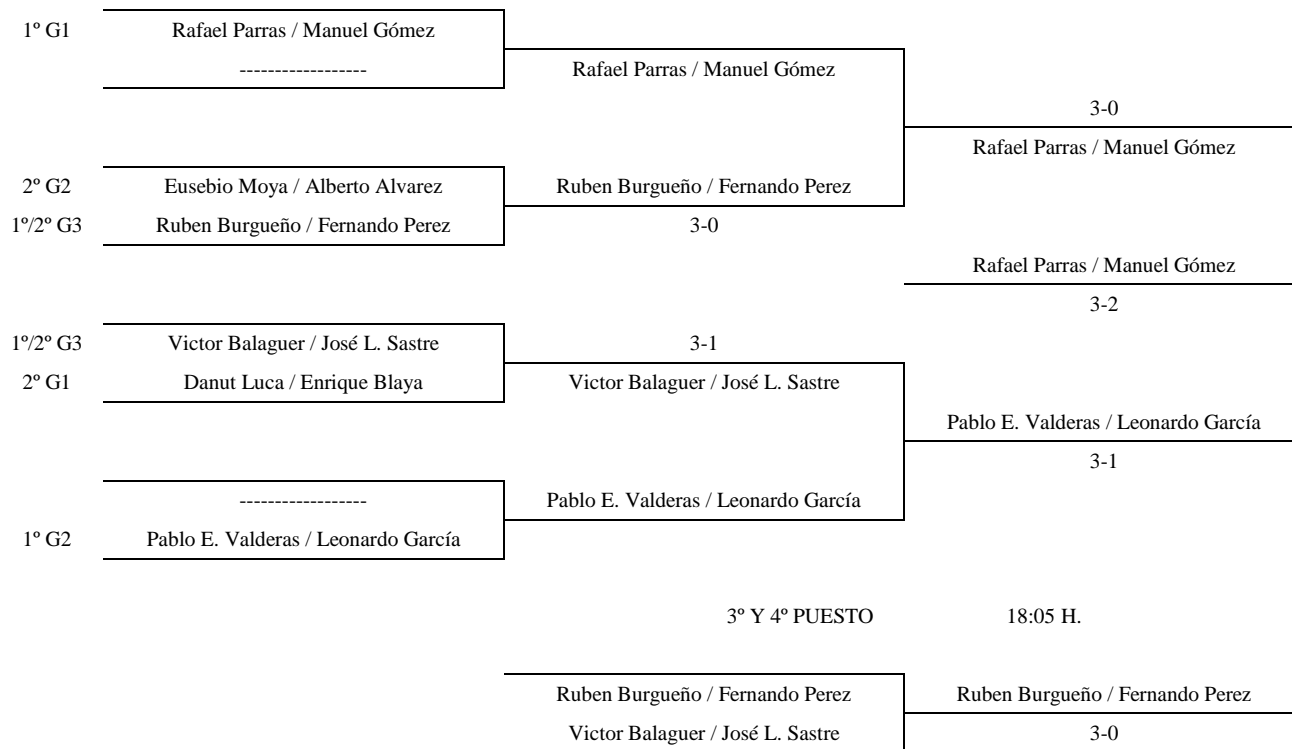 1º G1 Rafael Parras / Manuel Gómez
------------------ Rafael Parras / Manuel Gómez
3-0
Rafael Parras / Manuel Gómez
2º G2 Eusebio Moya / Alberto Alvarez Ruben Burgueño / Fernando Perez
1º/2º G3 Ruben Burgueño / Fernando Perez 3-0
Rafael Parras / Manuel Gómez
3-2
1º/2º G3 Victor Balaguer / José L. Sastre 3-1
2º G1 Danut Luca / Enrique Blaya Victor Balaguer / José L. Sastre
Pablo E. Valderas / Leonardo García
3-1
------------------ Pablo E. Valderas / Leonardo García
1º G2 Pablo E. Valderas / Leonardo García
3º Y 4º PUESTO 18:05 H.
Ruben Burgueño / Fernando Perez Ruben Burgueño / Fernando Perez
Victor Balaguer / José L. Sastre 3-0